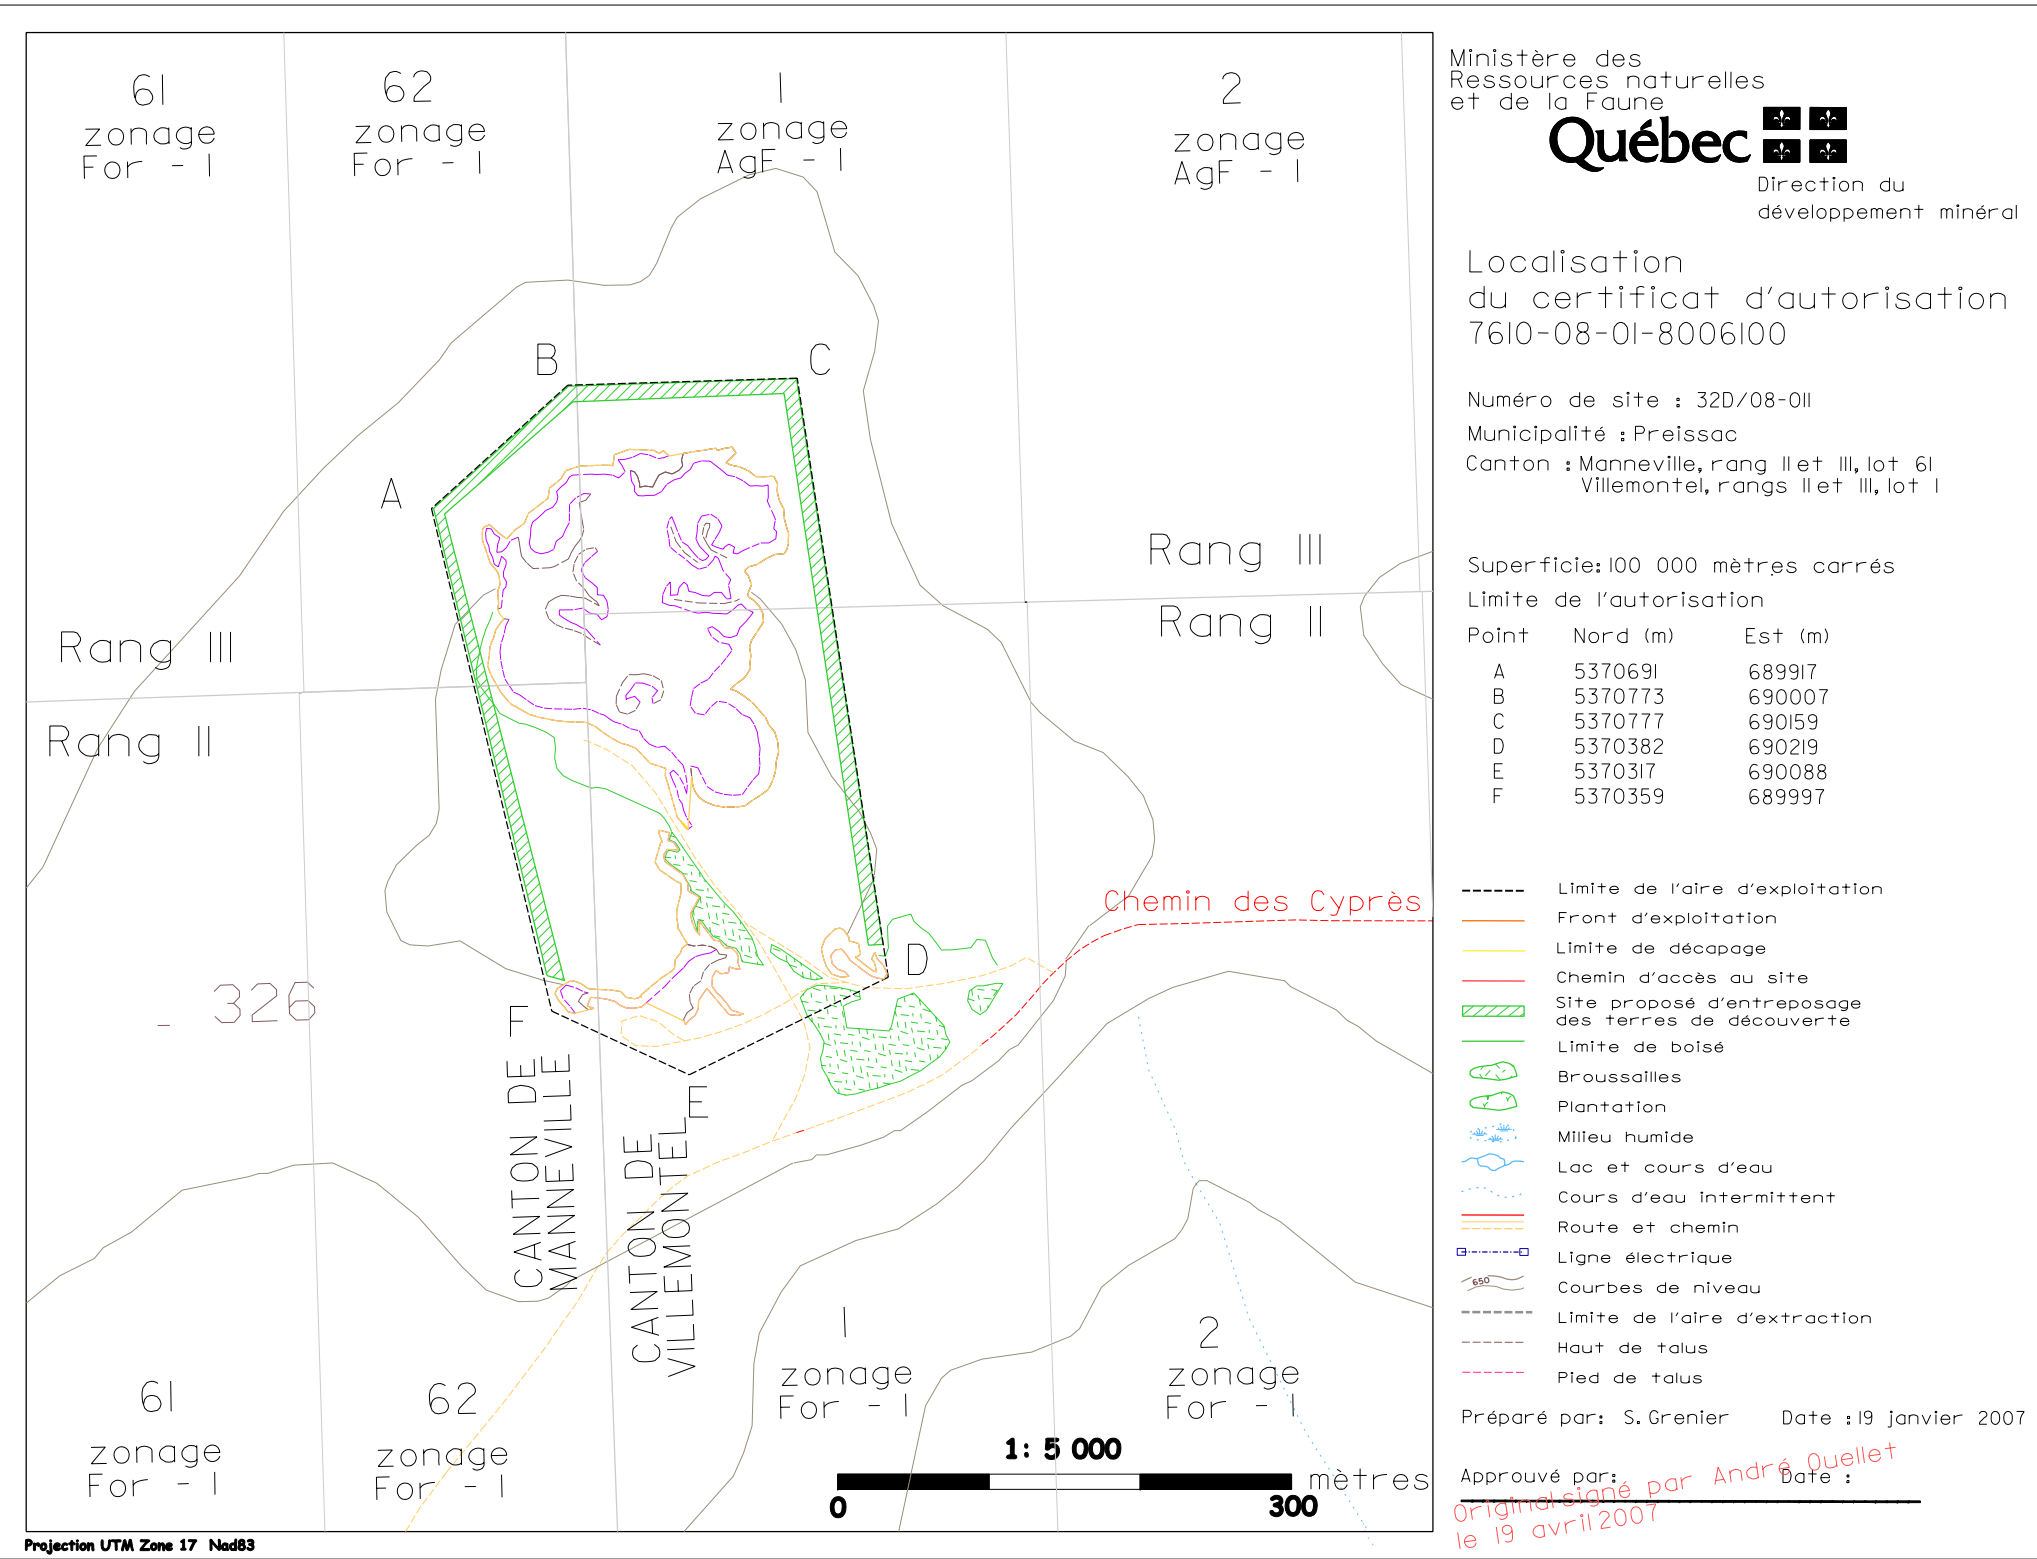 61
zonage
For - 1
62
zonage
For - 1
1
zonage
AgF - 1
2
zonage
AgF - 1
B
C
A
Rang III
Rang II
Rang III
Rang II
Chemin des Cyprès
D
- 326
F
E
CANTON DE
MANNEVILLE
CANTON DE
VILLEMONTEL
61
zonage
For - 1
62
zonage
For - 1
1
zonage
For - 1
2
zonage
For - 1
1: 5 000
mètres
0 300
Projection UTM Zone 17 Nad83
Ministère des
Ressources naturelles
et de la Faune
Québec
Direction du
développement minéral
Localisation
du certificat d'autorisation
7610-08-01-8006100
Numéro de site : 32D/08-011
Municipalité : Preissac
Canton : Manneville, rang II et III, lot 61
Villemontel, rangs II et III, lot 1
Superficie: 100 000 mètres carrés
Limite de l'autorisation
Point Nord (m) Est (m)
A 5370691 689917
B 5370773 690007
C 5370777 690159
D 5370382 690219
E 5370317 690088
F 5370359 689997
Limite de l'aire d'exploitation
Front d'exploitation
Limite de décapage
Chemin d'accès au site
Site proposé d'entreposage
des terres de découverte
Limite de boisé
Broussailles
Plantation
Milieu humide
Lac et cours d'eau
Cours d'eau intermittent
Route et chemin
Ligne électrique
650
Courbes de niveau
Limite de l'aire d'extraction
Haut de talus
Pied de talus
Préparé par: S. Grenier Date : 19 janvier 2007
Approuvé par: Date :
Original signé par André Ouellet
le 19 avril 2007